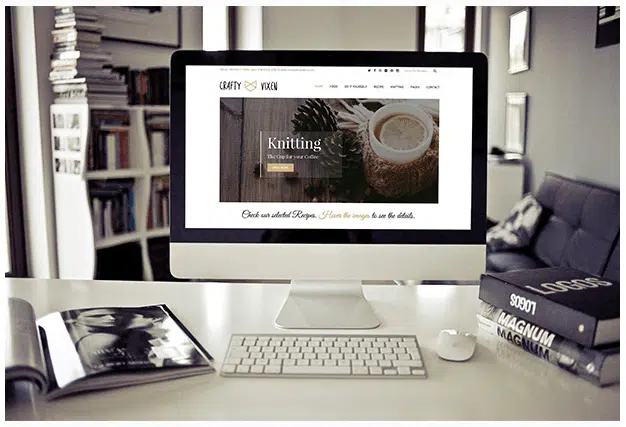 CRAFTY VIXEN
HOME FOOD DO IT YOURSELF RECIPE KNITTING PAGES CONTACT
Knitting
The Cup for your Coffee
Check our selected Recipes. Hover the images to see the details.
LOGOS
LOGOS
MAGNUM
MAGNUM